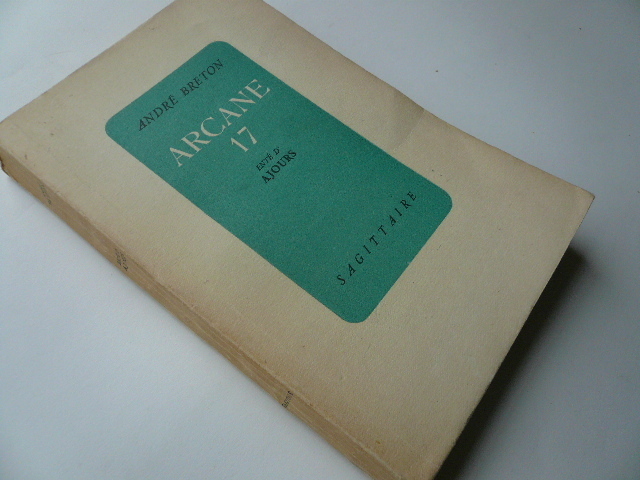 ANDRÉ BRETON
ARCANE
17
ENTÉ D'
AJOURS
SAGITTAIRE